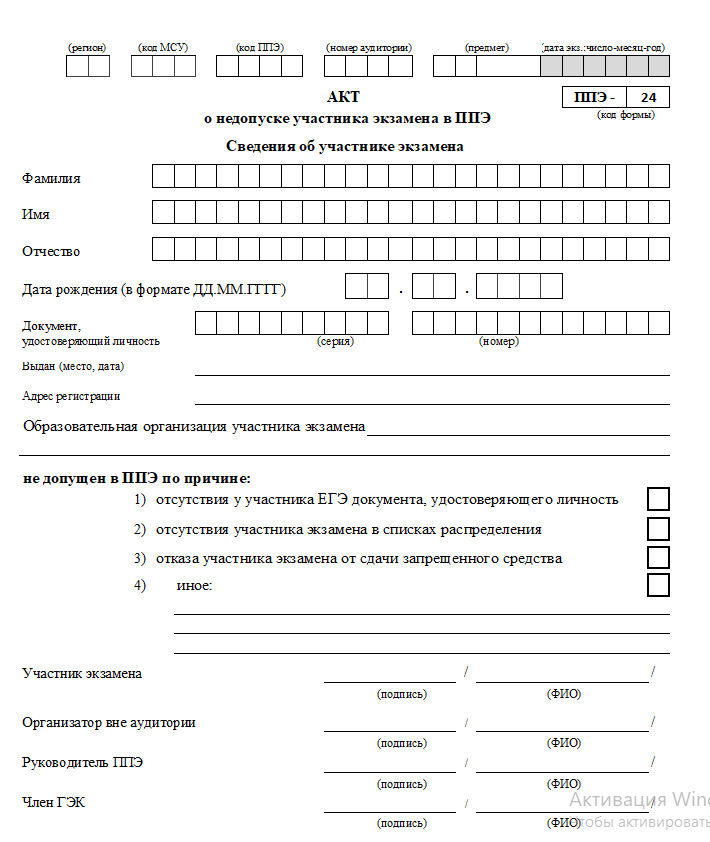 (регион) (код МСУ) (код ППЭ) (номер аудитории) (предмет) (дата экз.:число-месяц-год)
АКТ ППЭ - 24
(код формы)
о недопуске участника экзамена в ППЭ
Сведения об участнике экзамена
Фамилия
Имя
Отчество
Дата рождения (в формате ДД.ММ.ГГГГ) . .
Документ,
удостоверяющий личность (серия) (номер)
Выдан (место, дата)
Адрес регистрации
Образовательная организация участника экзамена
не допущен в ППЭ по причине:
1) отсутствия у участника ЕГЭ документа, удостоверяющего личность
2) отсутствия участника экзамена в списках распределения
3) отказа участника экзамена от сдачи запрещенного средства
4) иное:
Участник экзамена / /
(подпись) (ФИО)
Организатор вне аудитории / /
(подпись) (ФИО)
Руководитель ППЭ / /
(подпись) (ФИО)
Активация Wind
Член ГЭК / /
(подпись) (ФИО)
Чтобы активировать